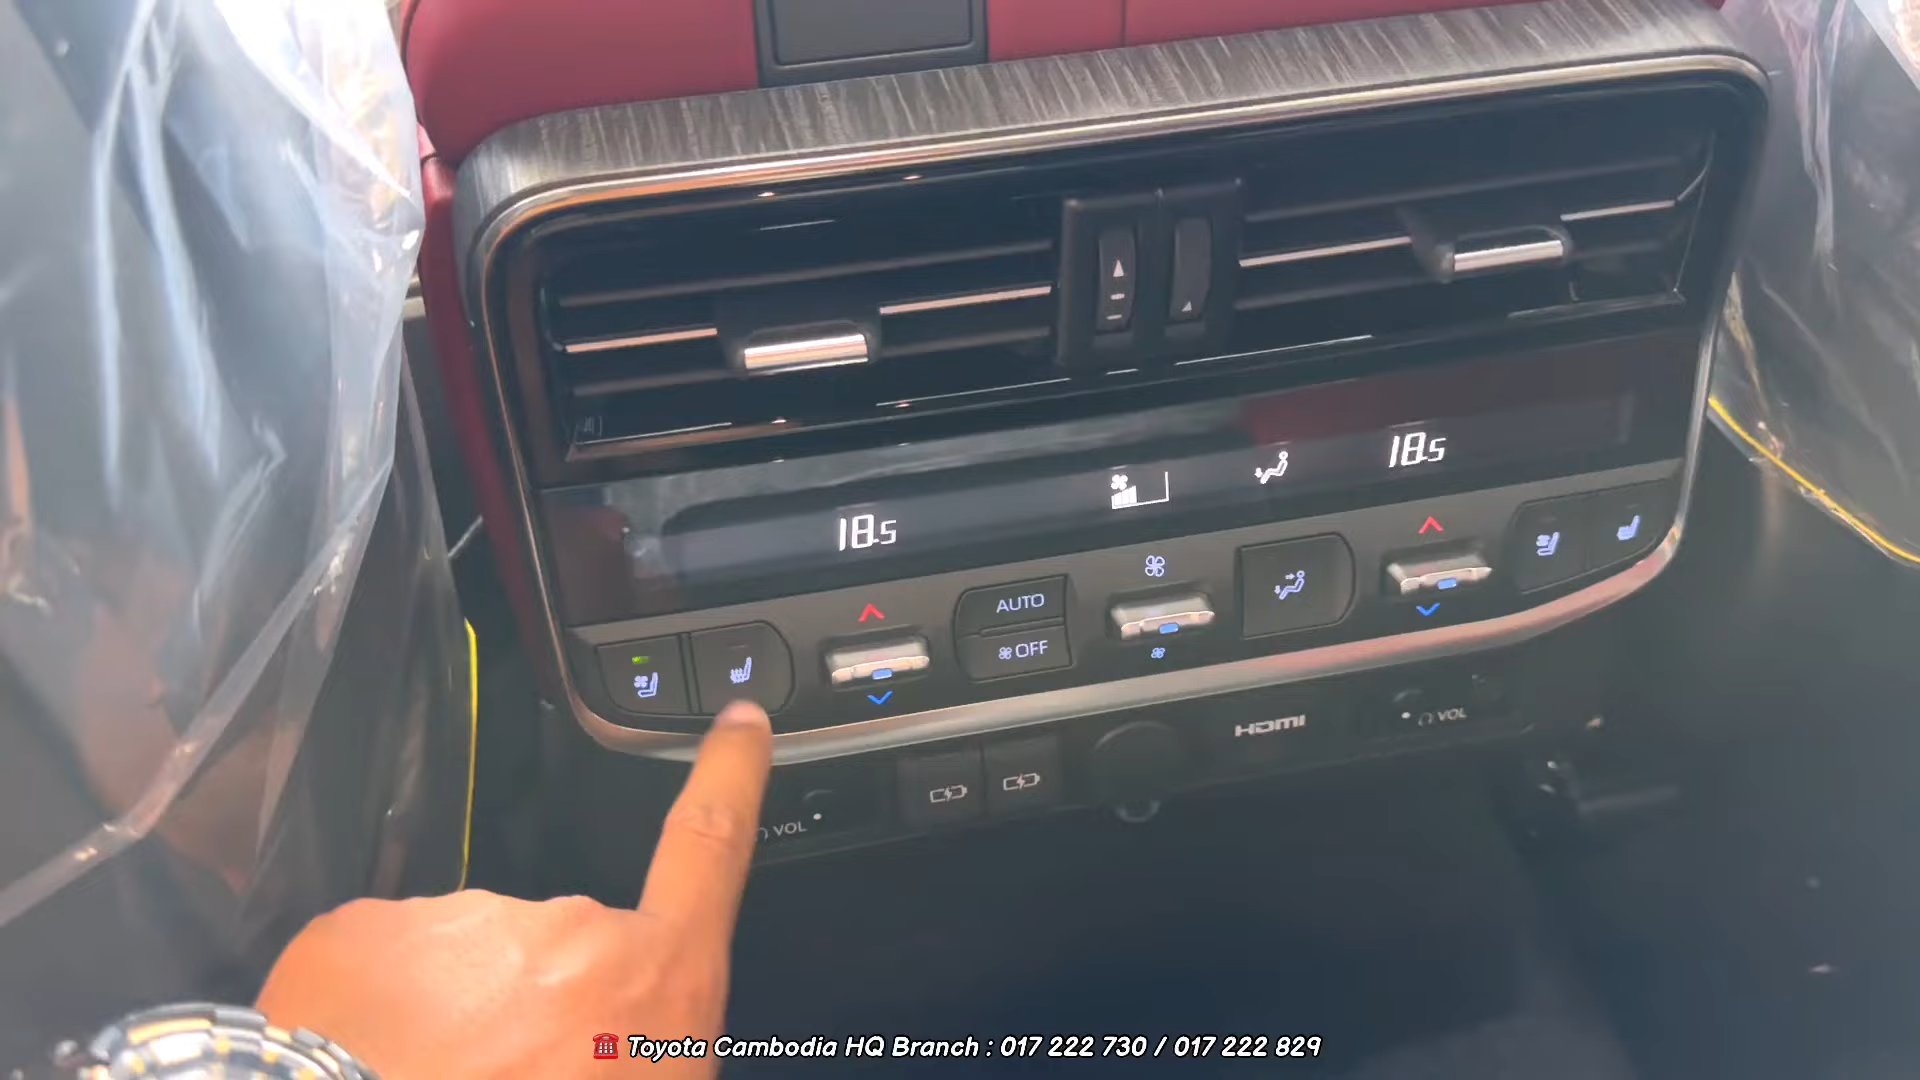 18.5
18.5
AUTO
OFF
HDMI
VOL
VOL
☎️ Toyota Cambodia HQ Branch : 017 222 730 / 017 222 829